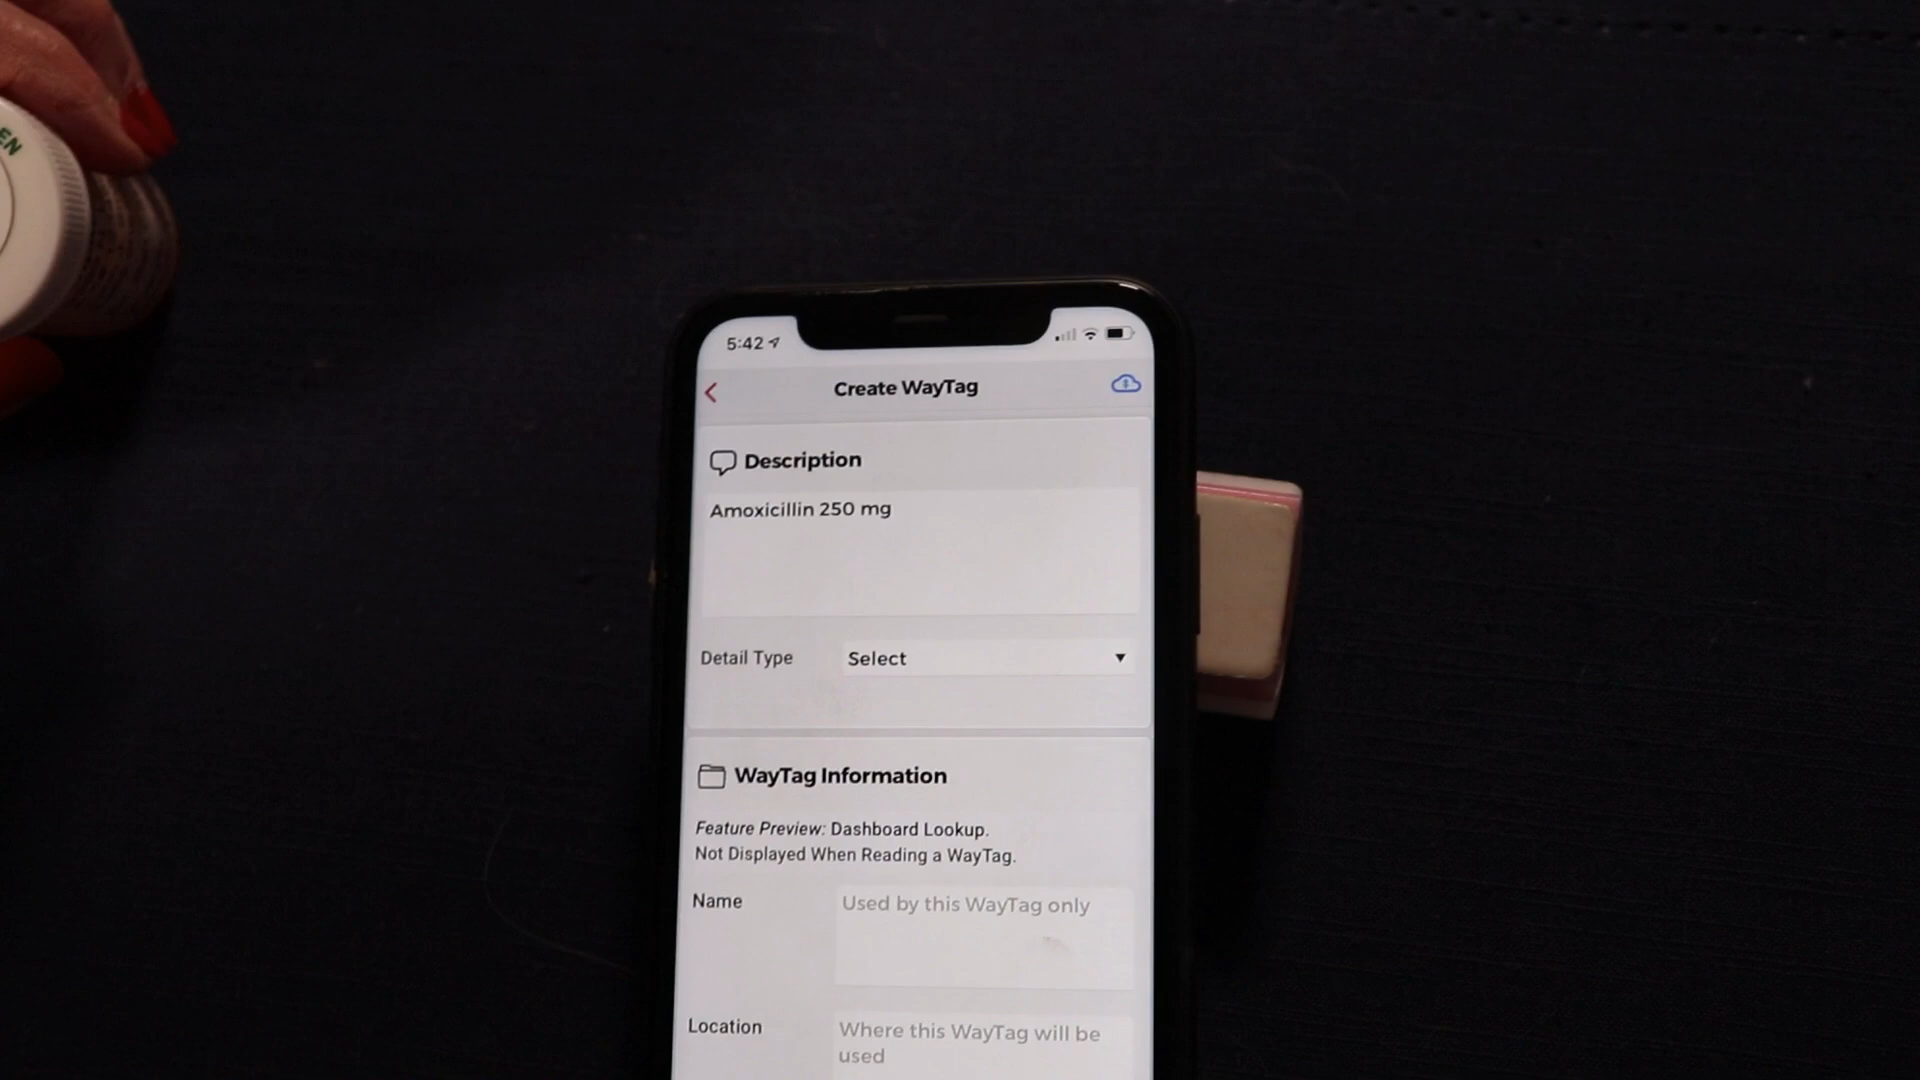 EN
5:42
Create WayTag
Description
Amoxicillin 250 mg
Detail Type Select
WayTag Information
Feature Preview: Dashboard Lookup.
Not Displayed When Reading a WayTag.
Name Used by this WayTag only
Location Where this WayTag will be
used